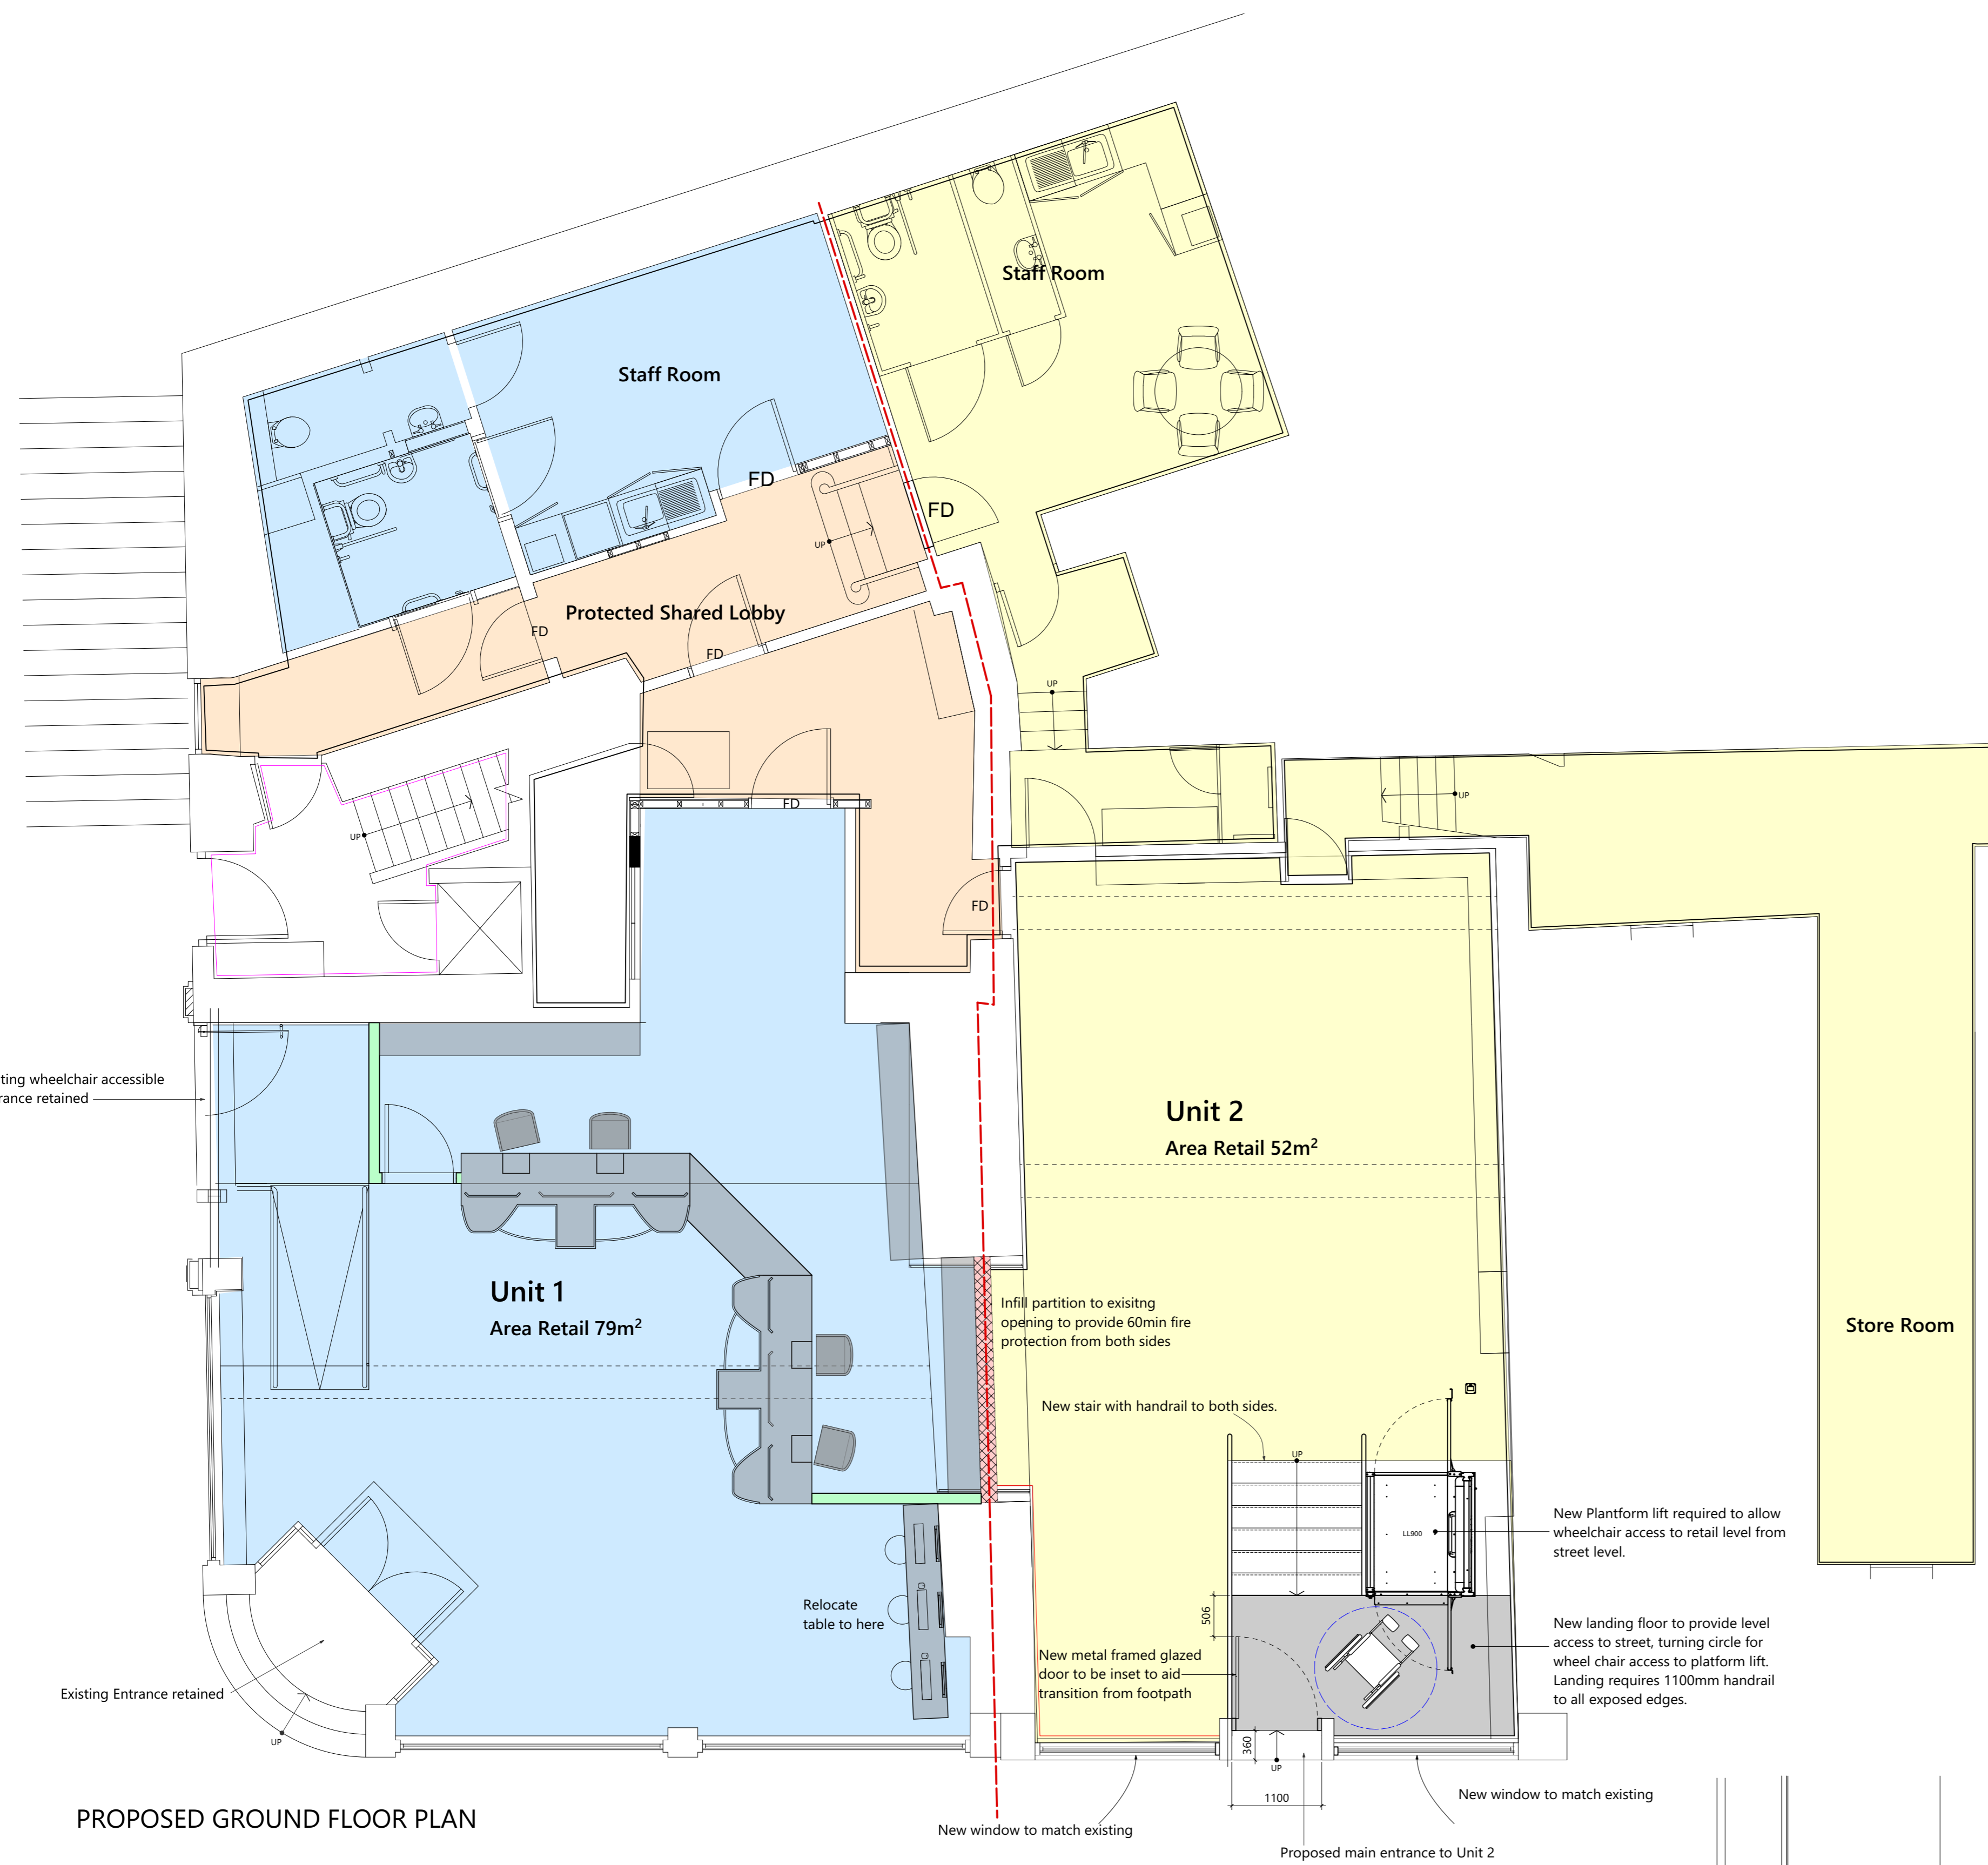 Staff Room
Staff Room
FD
FD
UP
Protected Shared Lobby
FD
FD
UP
UP
FD
UP
FD
ting wheelchair accessible
rance retained
Unit 2
Area Retail 52m²
Unit 1
Area Retail 79m²
Infill partition to exisitng
opening to provide 60min fire
protection from both sides
Store Room
New stair with handrail to both sides.
UP
LL900
New Plantform lift required to allow
wheelchair access to retail level from
street level.
Relocate
table to here
506
New landing floor to provide level
access to street, turning circle for
wheel chair access to platform lift.
Landing requires 1100mm handrail
to all exposed edges.
New metal framed glazed
door to be inset to aid
transition from footpath
Existing Entrance retained
UP
360
UP
1100
New window to match existing
PROPOSED GROUND FLOOR PLAN
New window to match existing
Proposed main entrance to Unit 2